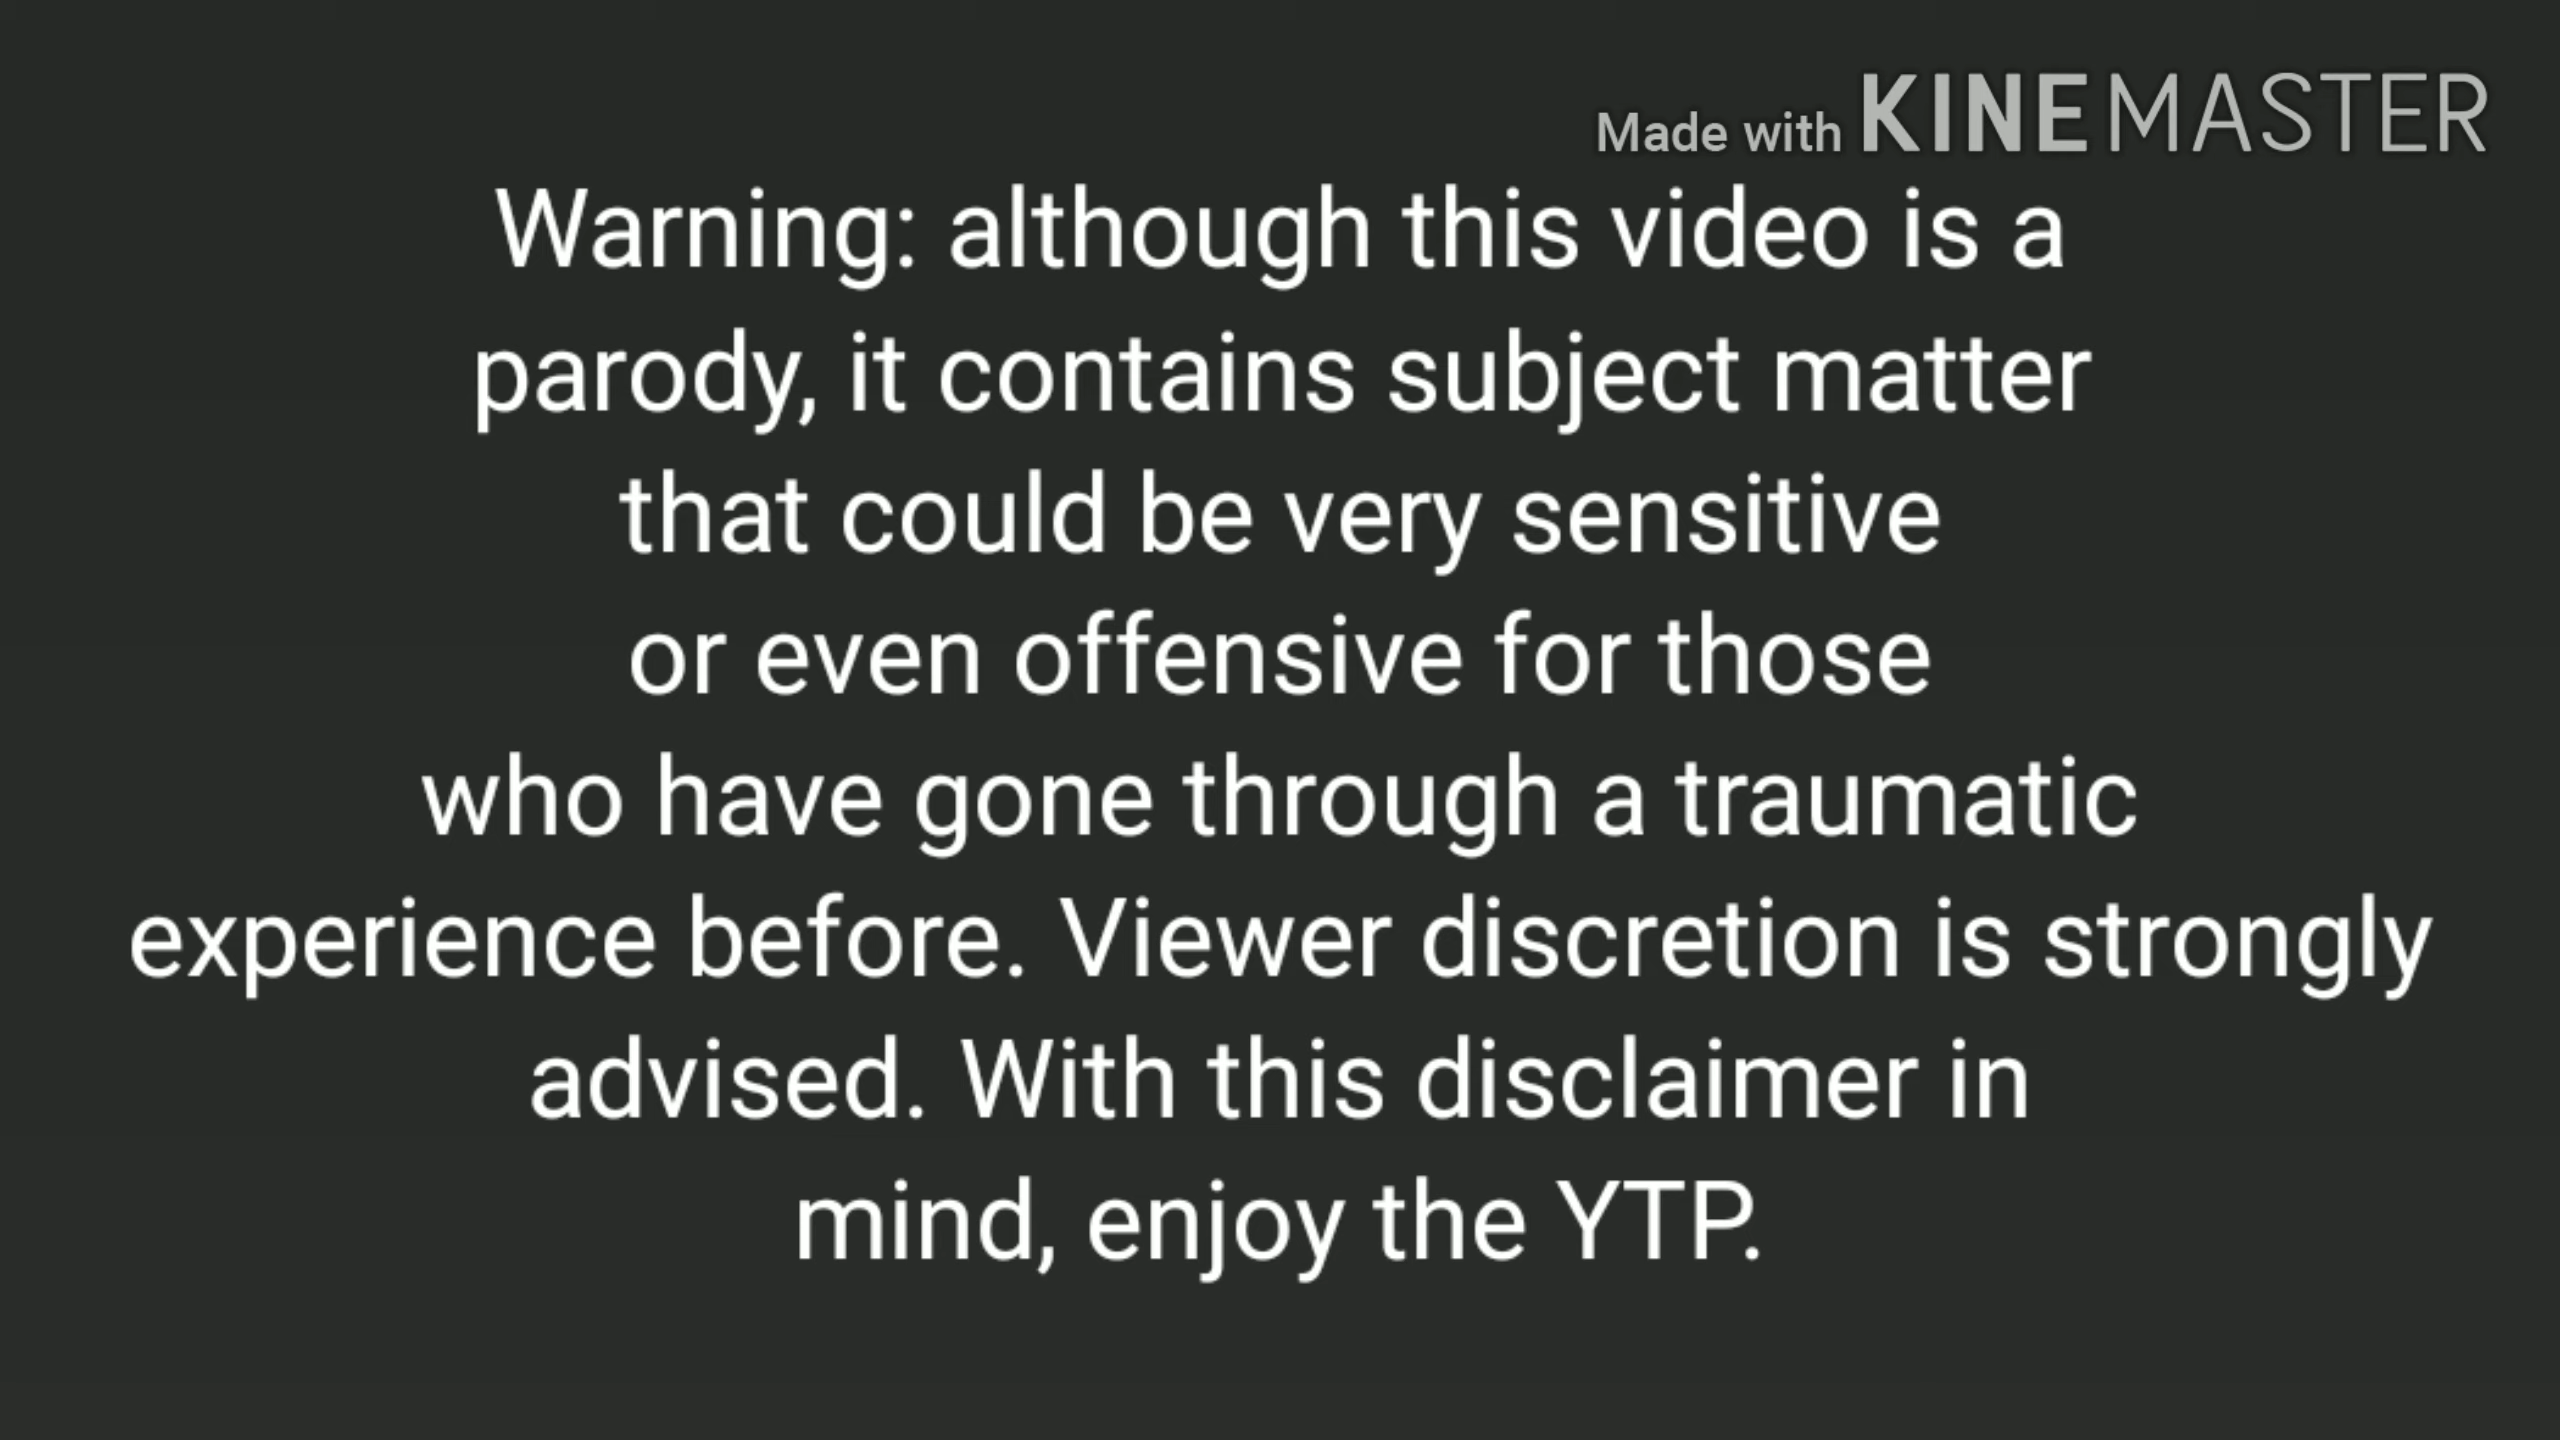 Made with KINEMASTER
Warning: although this video is a
parody, it contains subject matter
that could be very sensitive
or even offensive for those
who have gone through a traumatic
experience before. Viewer discretion is strongly
advised. With this disclaimer in
mind, enjoy the YTP.